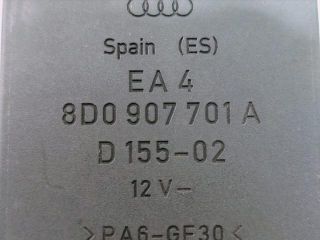 Spain (ES)
EA 4
8D0 907 701 A
D 155-02
12 V-
>PA6-GF30<